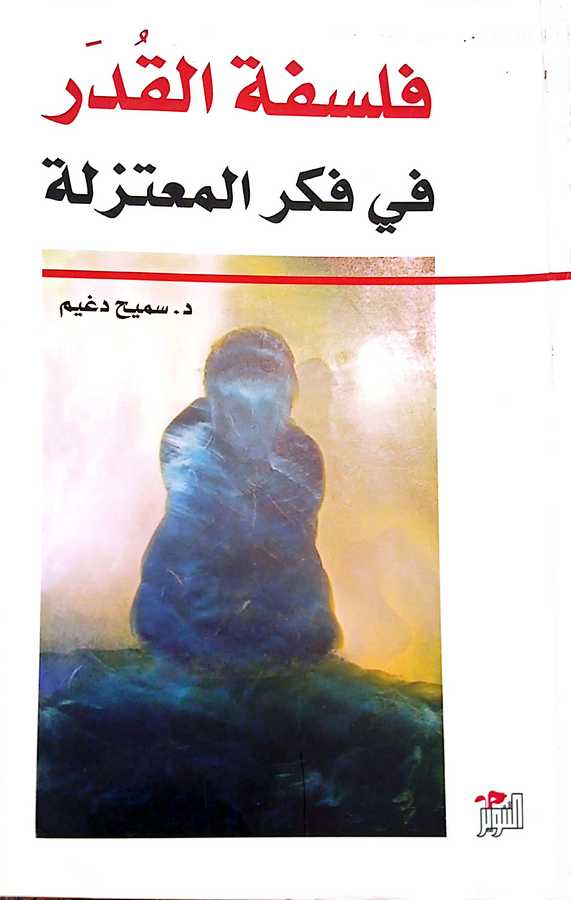 فلسفة القُدَر
في فكر المعتزلة
د. سميح دغيم
التنوير